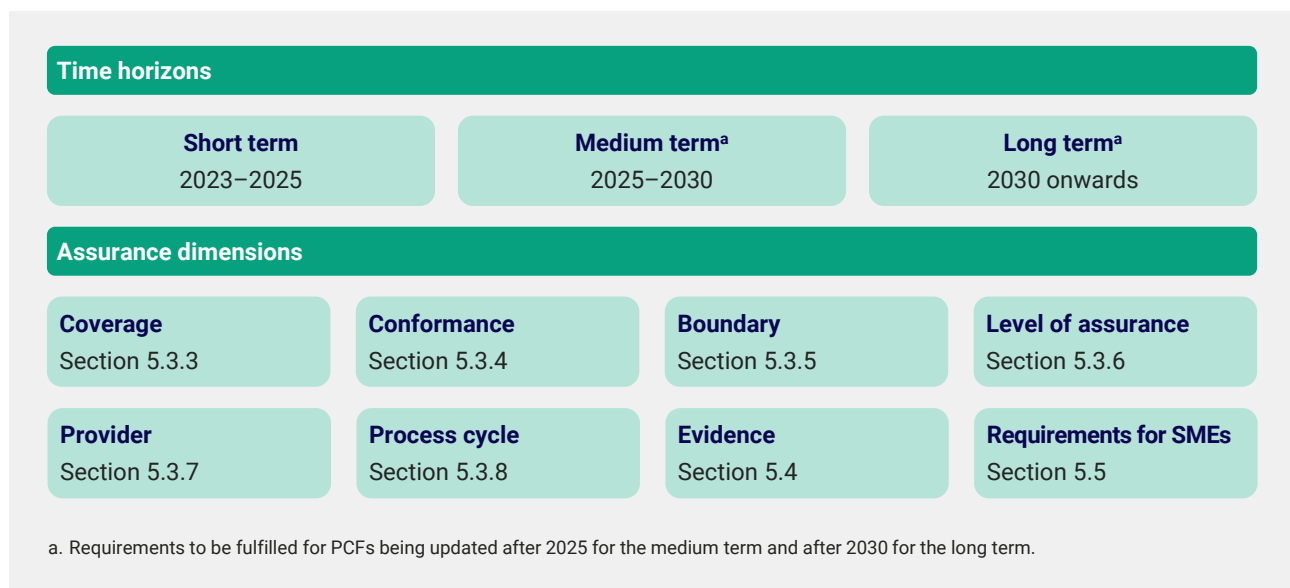 Time horizons
Short term
2023–2025
Medium termᵃ
2025–2030
Long termᵃ
2030 onwards
Assurance dimensions
Coverage
Section 5.3.3
Conformance
Section 5.3.4
Boundary
Section 5.3.5
Level of assurance
Section 5.3.6
Provider
Section 5.3.7
Process cycle
Section 5.3.8
Evidence
Section 5.4
Requirements for SMEs
Section 5.5
a. Requirements to be fulfilled for PCFs being updated after 2025 for the medium term and after 2030 for the long term.